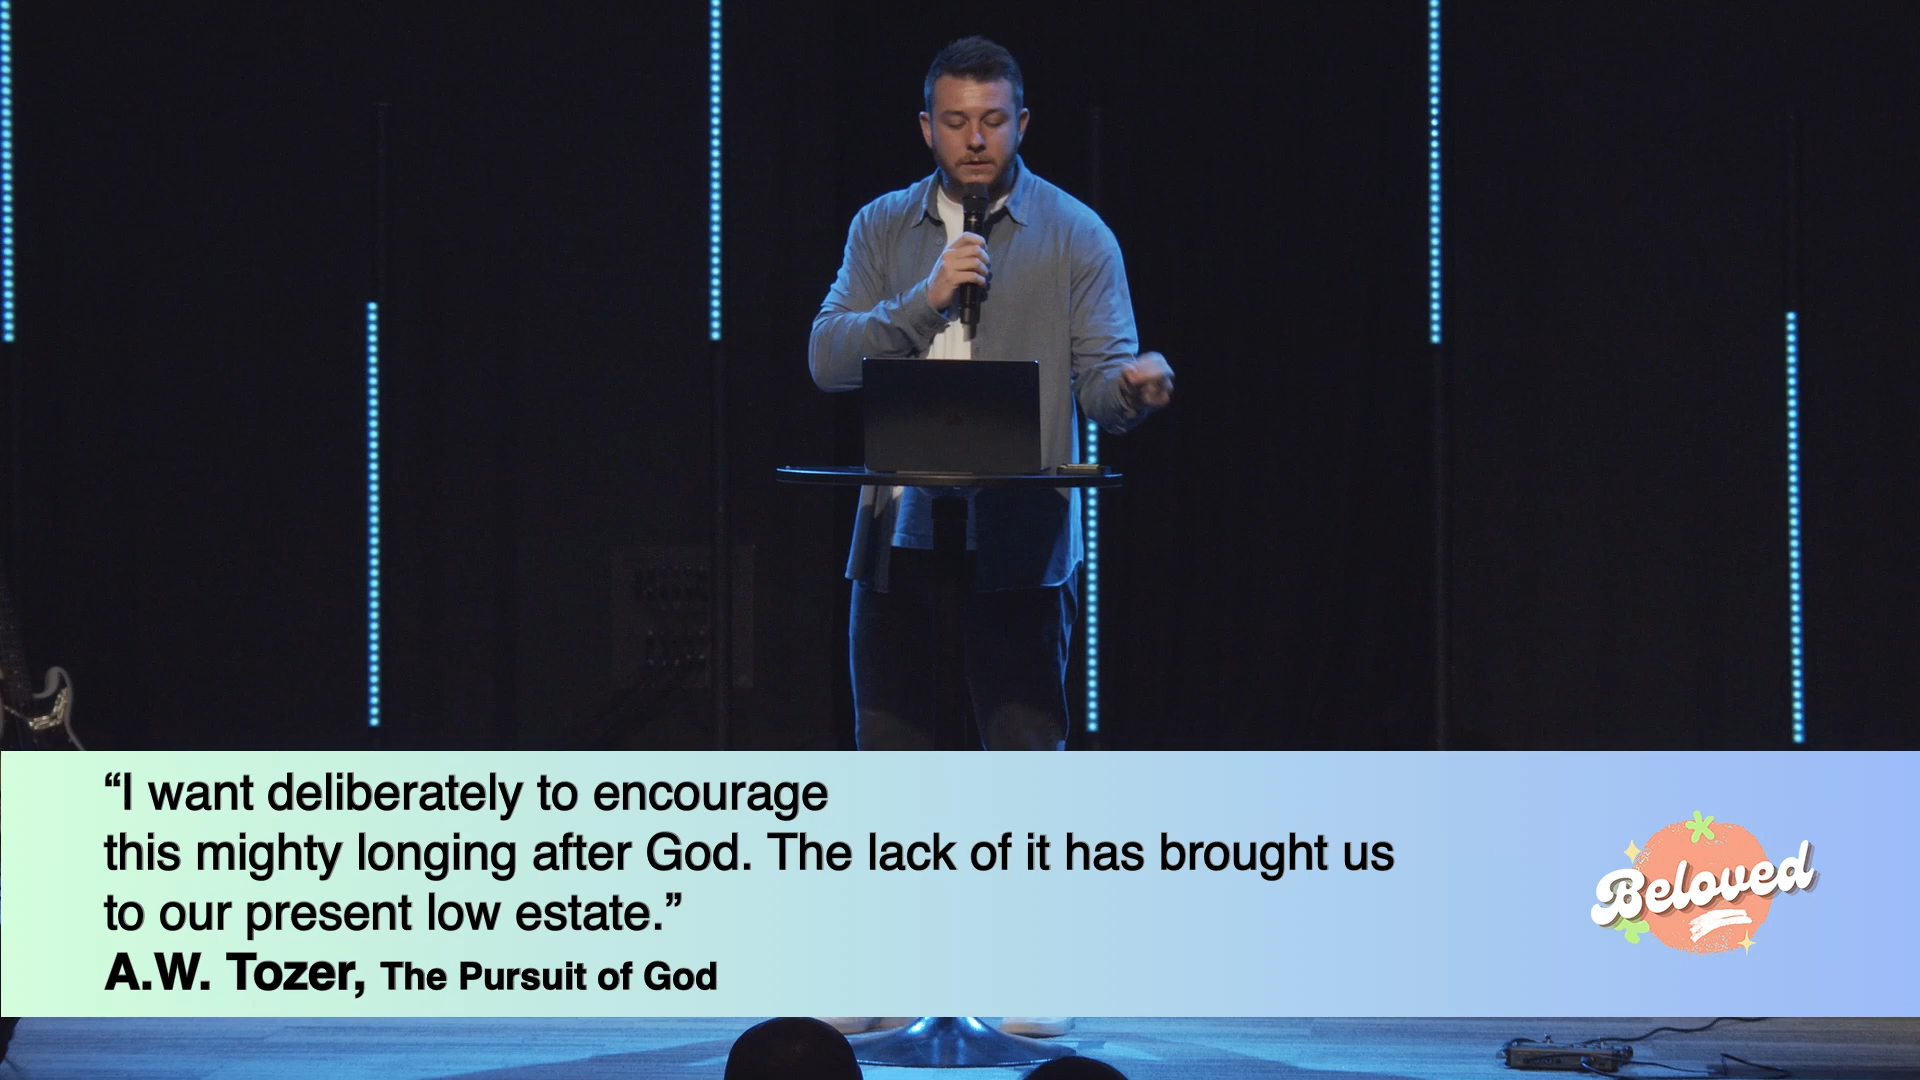 “I want deliberately to encourage
this mighty longing after God. The lack of it has brought us
to our present low estate.”
A.W. Tozer, The Pursuit of God
Beloved